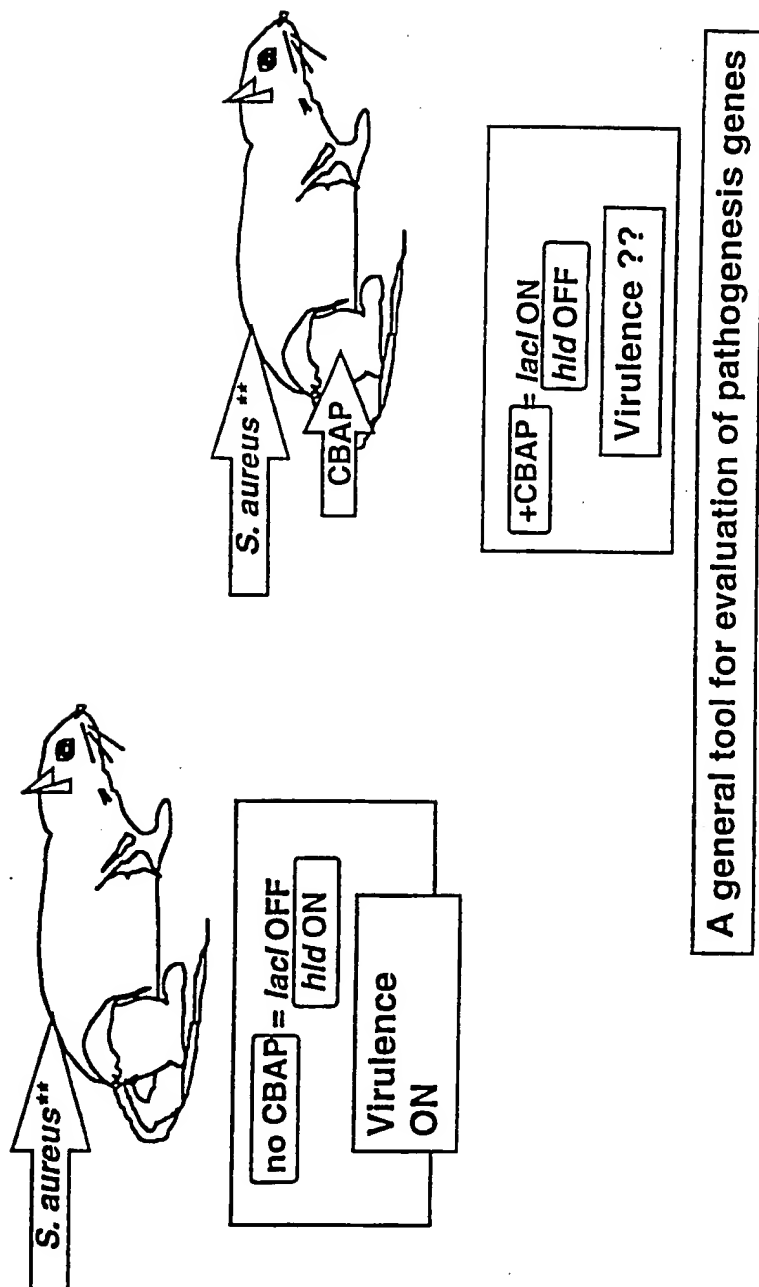 S. aureus**
no CBAP = lacI OFF
hld ON
Virulence
ON
S. aureus**
CBAP
+CBAP = lacI ON
hld OFF
Virulence ??
A general tool for evaluation of pathogenesis genes